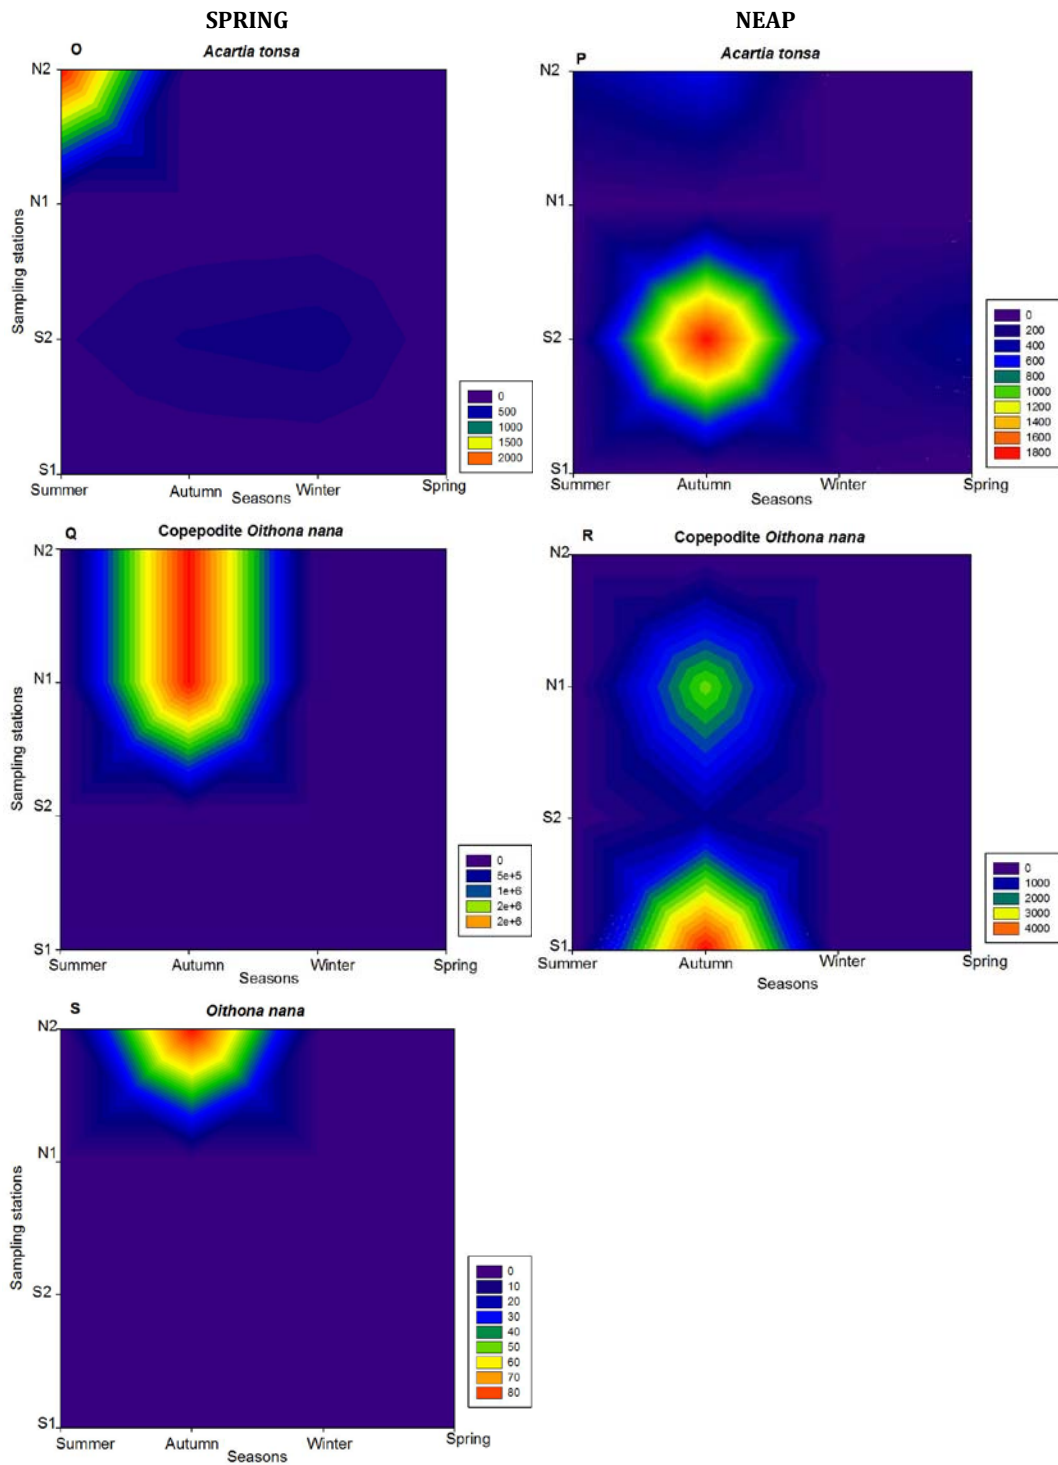 SPRING
NEAP
O
Acartia tonsa
N2
N1
S2
S1
Sampling stations
Summer
Autumn
Winter
Spring
Seasons
0
500
1000
1500
2000
P
Acartia tonsa
N2
N1
S2
S1
Summer
Autumn
Winter
Spring
Seasons
0
200
400
600
800
1000
1200
1400
1600
1800
Q
Copepodite Oithona nana
N2
N1
S2
S1
Sampling stations
Summer
Autumn
Winter
Spring
Seasons
0
5e+5
1e+6
2e+6
2e+6
R
Copepodite Oithona nana
N2
N1
S2
S1
Summer
Autumn
Winter
Spring
Seasons
0
1000
2000
3000
4000
S
Oithona nana
N2
N1
S2
S1
Sampling stations
Summer
Autumn
Winter
Spring
Seasons
0
10
20
30
40
50
60
70
80